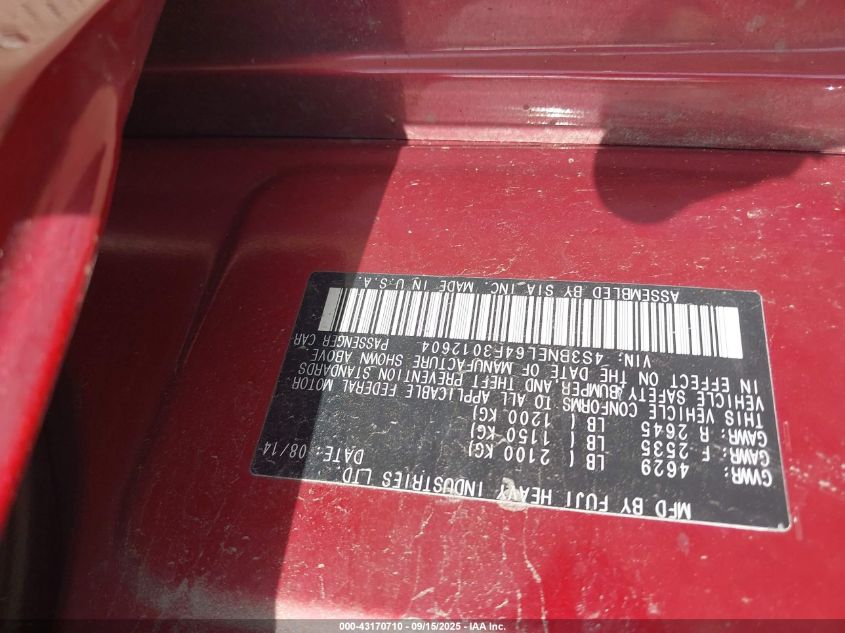 MFD BY FUJI HEAVY INDUSTRIES LTD.
DATE: 08/14
GVWR: 4629 LB ( 2100 KG)
GAWR: F 2535 LB ( 1150 KG)
GAWR: R 2645 LB ( 1200 KG)
THIS VEHICLE CONFORMS TO ALL APPLICABLE FEDERAL MOTOR
VEHICLE SAFETY,BUMPER,AND THEFT PREVENTION STANDARDS
IN EFFECT ON THE DATE OF MANUFACTURE SHOWN ABOVE
VIN: 4S3BNEL64F3012604 PASSENGER CAR
ASSEMBLED BY SIA INC. MADE IN U.S.A.
000-43170710 - 09/15/2025 - IAA Inc.